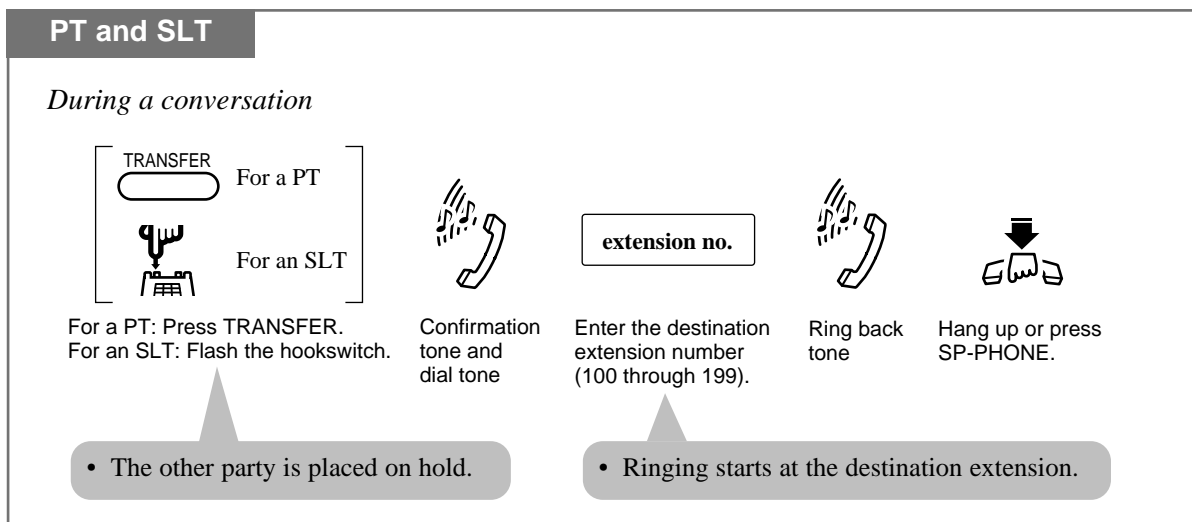 PT and SLT
During a conversation
TRANSFER
For a PT
For an SLT
extension no.
For a PT: Press TRANSFER.
For an SLT: Flash the hookswitch.
Confirmation
tone and
dial tone
Enter the destination
extension number
(100 through 199).
Ring back
tone
Hang up or press
SP-PHONE.
• The other party is placed on hold.
• Ringing starts at the destination extension.